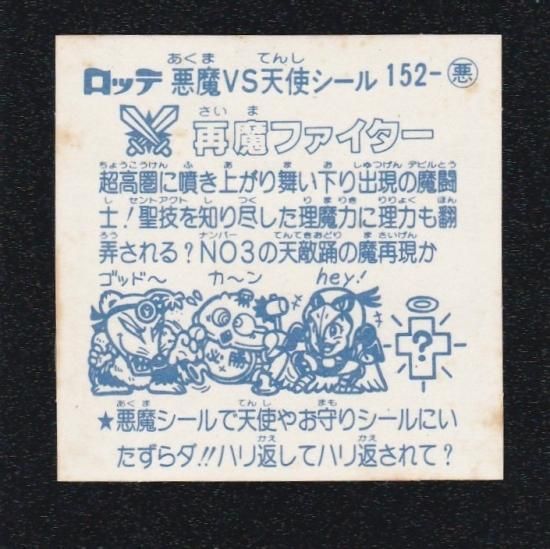 あくま てんし
ロッテ 悪魔VS天使シール 152-悪
さいま
再魔ファイター
ちょうこうけん ふ あ ま お しゅつげん デビルとう
超高圏に噴き上がり舞い下り出現の魔闘
し セントアクト し つく りまりき りりょく ほん
士!聖技を知り尽した理魔力に理力も翻
ろう ナンバー てんてきおどり ま さいげん
弄される?NO3の天敵踊の魔再現か
ゴッド〜 カ〜ン hey!
必勝
?
あくま てんし まも
★悪魔シールで天使やお守りシールにい
かえ かえ
たずらダ!!ハリ返してハリ返されて?